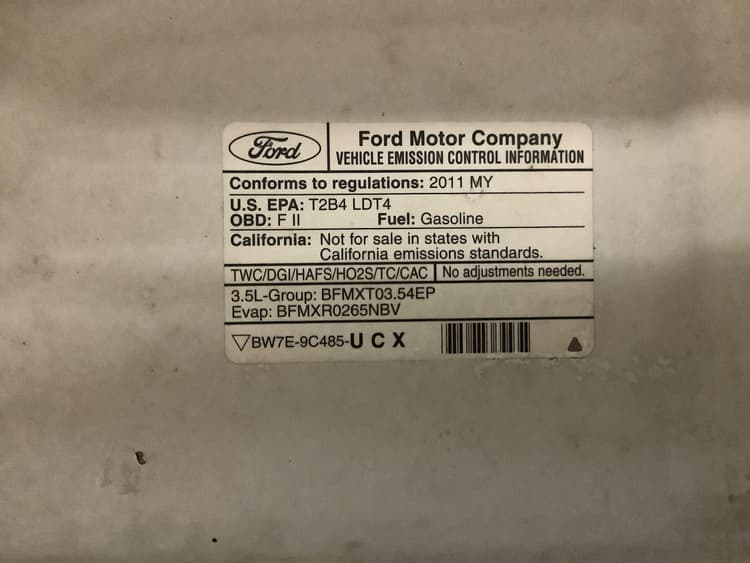 Ford
Ford Motor Company
VEHICLE EMISSION CONTROL INFORMATION
Conforms to regulations: 2011 MY
U.S. EPA: T2B4 LDT4
OBD: F II Fuel: Gasoline
California: Not for sale in states with
California emissions standards.
TWC/DGI/HAFS/HO2S/TC/CAC No adjustments needed.
3.5L-Group: BFMXT03.54EP
Evap: BFMXR0265NBV
BW7E-9C485-U C X